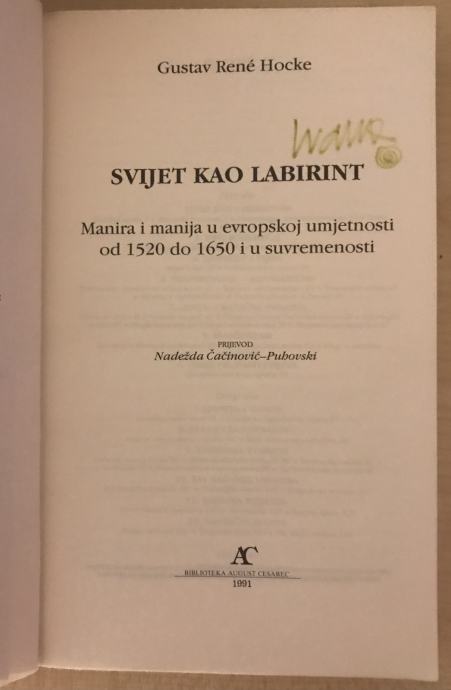 Gustav René Hocke
SVIJET KAO LABIRINT
Manira i manija u evropskoj umjetnosti
od 1520 do 1650 i u suvremenosti
PRIJEVOD
Nadežda Čačinovič–Puhovski
AC
BIBLIOTEKA AUGUST CESAREC
1991